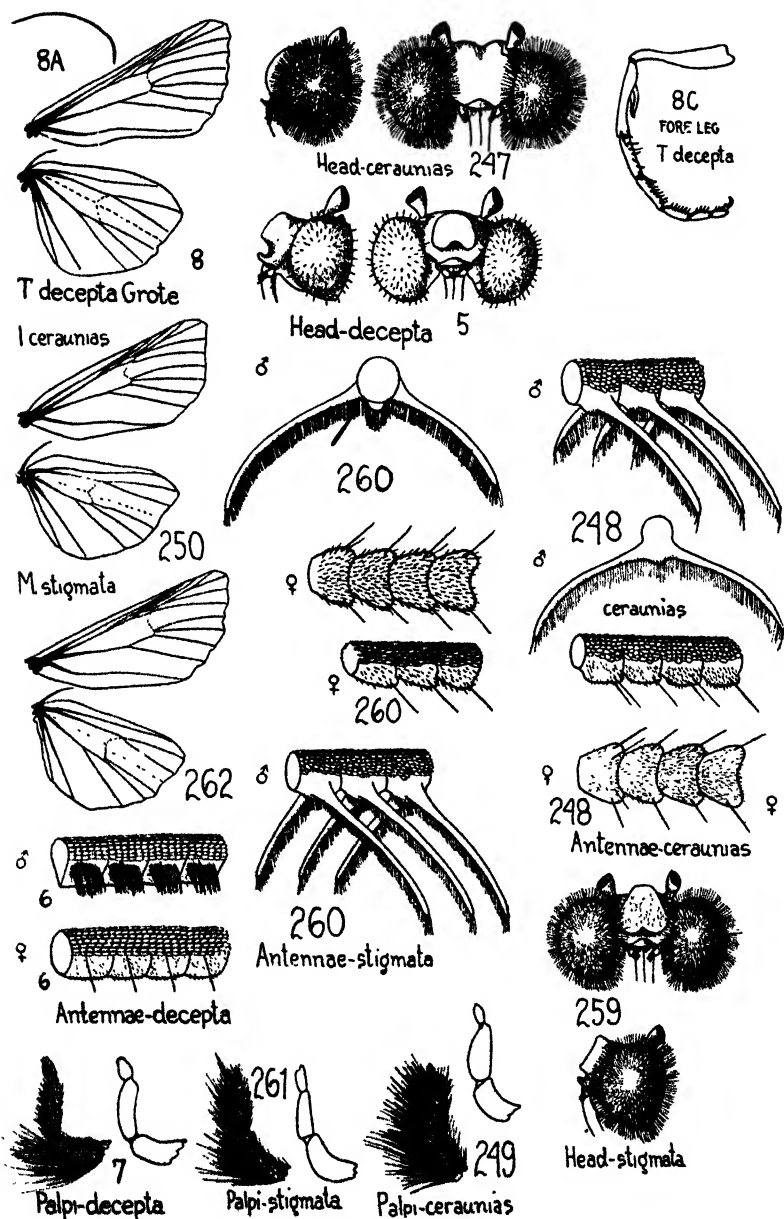 8A
8
T decepta Grote
Head-ceraunias 247
8C
FORE LEG
T decepta
Head-decepta 5
I ceraunias
250
♂
260
♂
248
♂
ceraunias
♀
♀
260
M. stigmata
262
♀
248
♀
Antennae-ceraunias
♂
6
♀
6
Antennae-decepta
♂
260
Antennae-stigmata
259
Head-stigmata
7
Palpi-decepta
261
Palpi-stigmata
249
Palpi-ceraunias